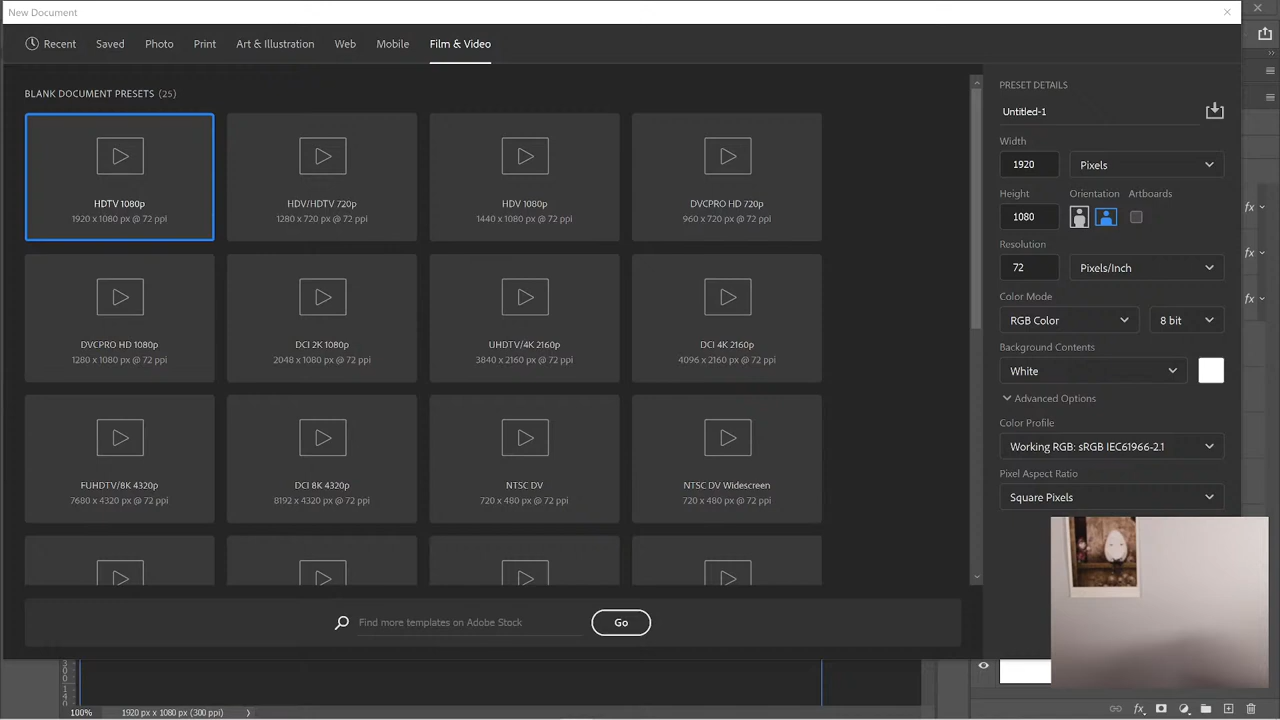 New Document
Recent
Saved
Photo
Print
Art & Illustration
Web
Mobile
Film & Video
BLANK DOCUMENT PRESETS (25)
HDTV 1080p
1920 x 1080 px @ 72 ppi
HDV/HDTV 720p
1280 x 720 px @ 72 ppi
HDV 1080p
1440 x 1080 px @ 72 ppi
DVCPRO HD 720p
960 x 720 px @ 72 ppi
DVCPRO HD 1080p
1280 x 1080 px @ 72 ppi
DCI 2K 1080p
2048 x 1080 px @ 72 ppi
UHDTV/4K 2160p
3840 x 2160 px @ 72 ppi
DCI 4K 2160p
4096 x 2160 px @ 72 ppi
FUHDTV/8K 4320p
7680 x 4320 px @ 72 ppi
DCI 8K 4320p
8192 x 4320 px @ 72 ppi
NTSC DV
720 x 480 px @ 72 ppi
NTSC DV Widescreen
720 x 480 px @ 72 ppi
Find more templates on Adobe Stock
Go
PRESET DETAILS
Untitled-1
Width
1920
Pixels
Height
Orientation
Artboards
1080
Resolution
72
Pixels/Inch
Color Mode
RGB Color
8 bit
Background Contents
White
Advanced Options
Color Profile
Working RGB: sRGB IEC61966-2.1
Pixel Aspect Ratio
Square Pixels
fx
fx
fx
300
140
100%
1920 px x 1080 px (300 ppi)
fx